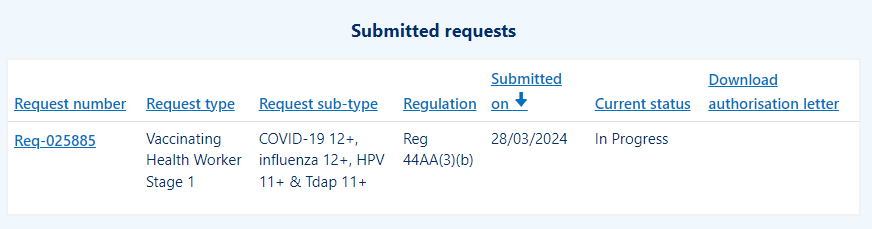 Submitted requests
Request number Request type Request sub-type Regulation Submitted on Current status Download authorisation letter
Req-025885 Vaccinating Health Worker Stage 1 COVID-19 12+, influenza 12+, HPV 11+ & Tdap 11+ Reg 44AA(3)(b) 28/03/2024 In Progress